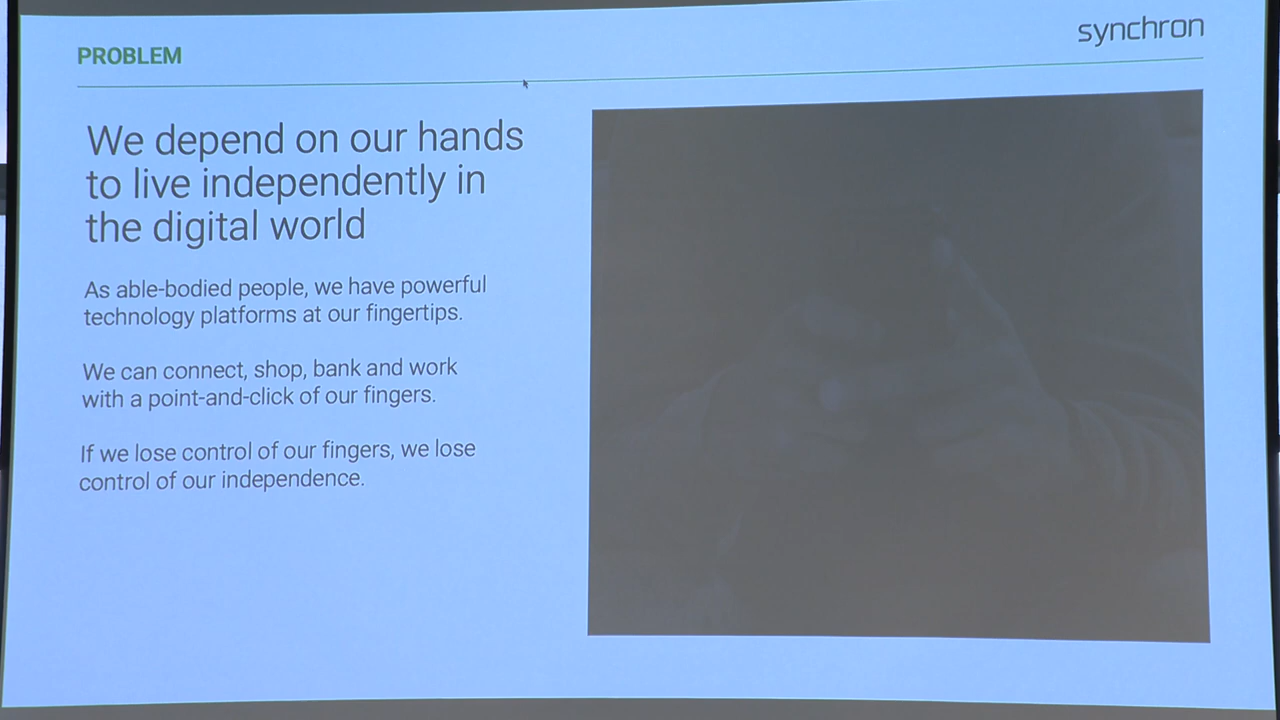 PROBLEM
synchron
We depend on our hands
to live independently in
the digital world
As able-bodied people, we have powerful
technology platforms at our fingertips.
We can connect, shop, bank and work
with a point-and-click of our fingers.
If we lose control of our fingers, we lose
control of our independence.